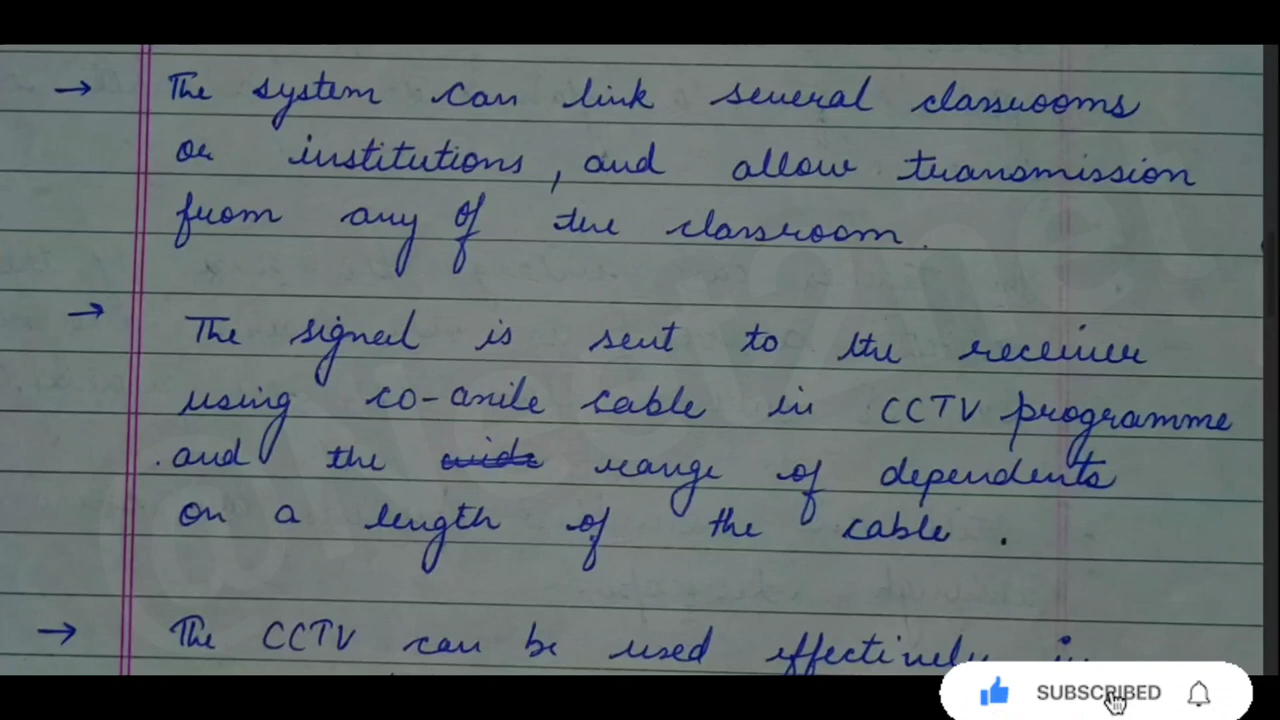 → The system can link several classrooms
or institutions, and allow transmission
from any of the classroom.
→ The signal is sent to the receiver
using co-axile cable in CCTV programme
and the wide range of dependents
on a length of the cable.
→ The CCTV can be used effectively in
SUBSCRIBED